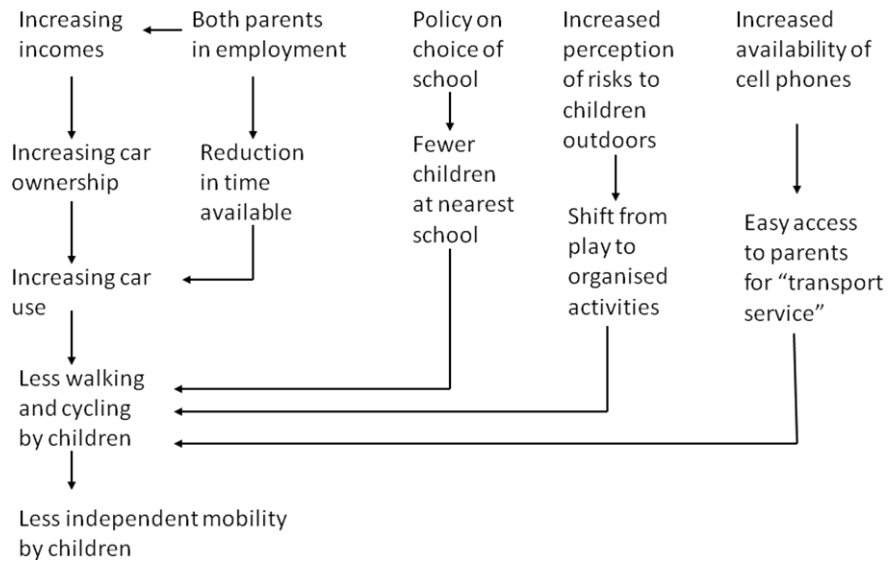 Increasing
incomes
Both parents
in employment
Policy on
choice of
school
Increased
perception
of risks to
children
outdoors
Increased
availability of
cell phones
Increasing car
ownership
Reduction
in time
available
Fewer
children
at nearest
school
Shift from
play to
organised
activities
Easy access
to parents
for “transport
service”
Increasing car
use
Less walking
and cycling
by children
Less independent mobility
by children